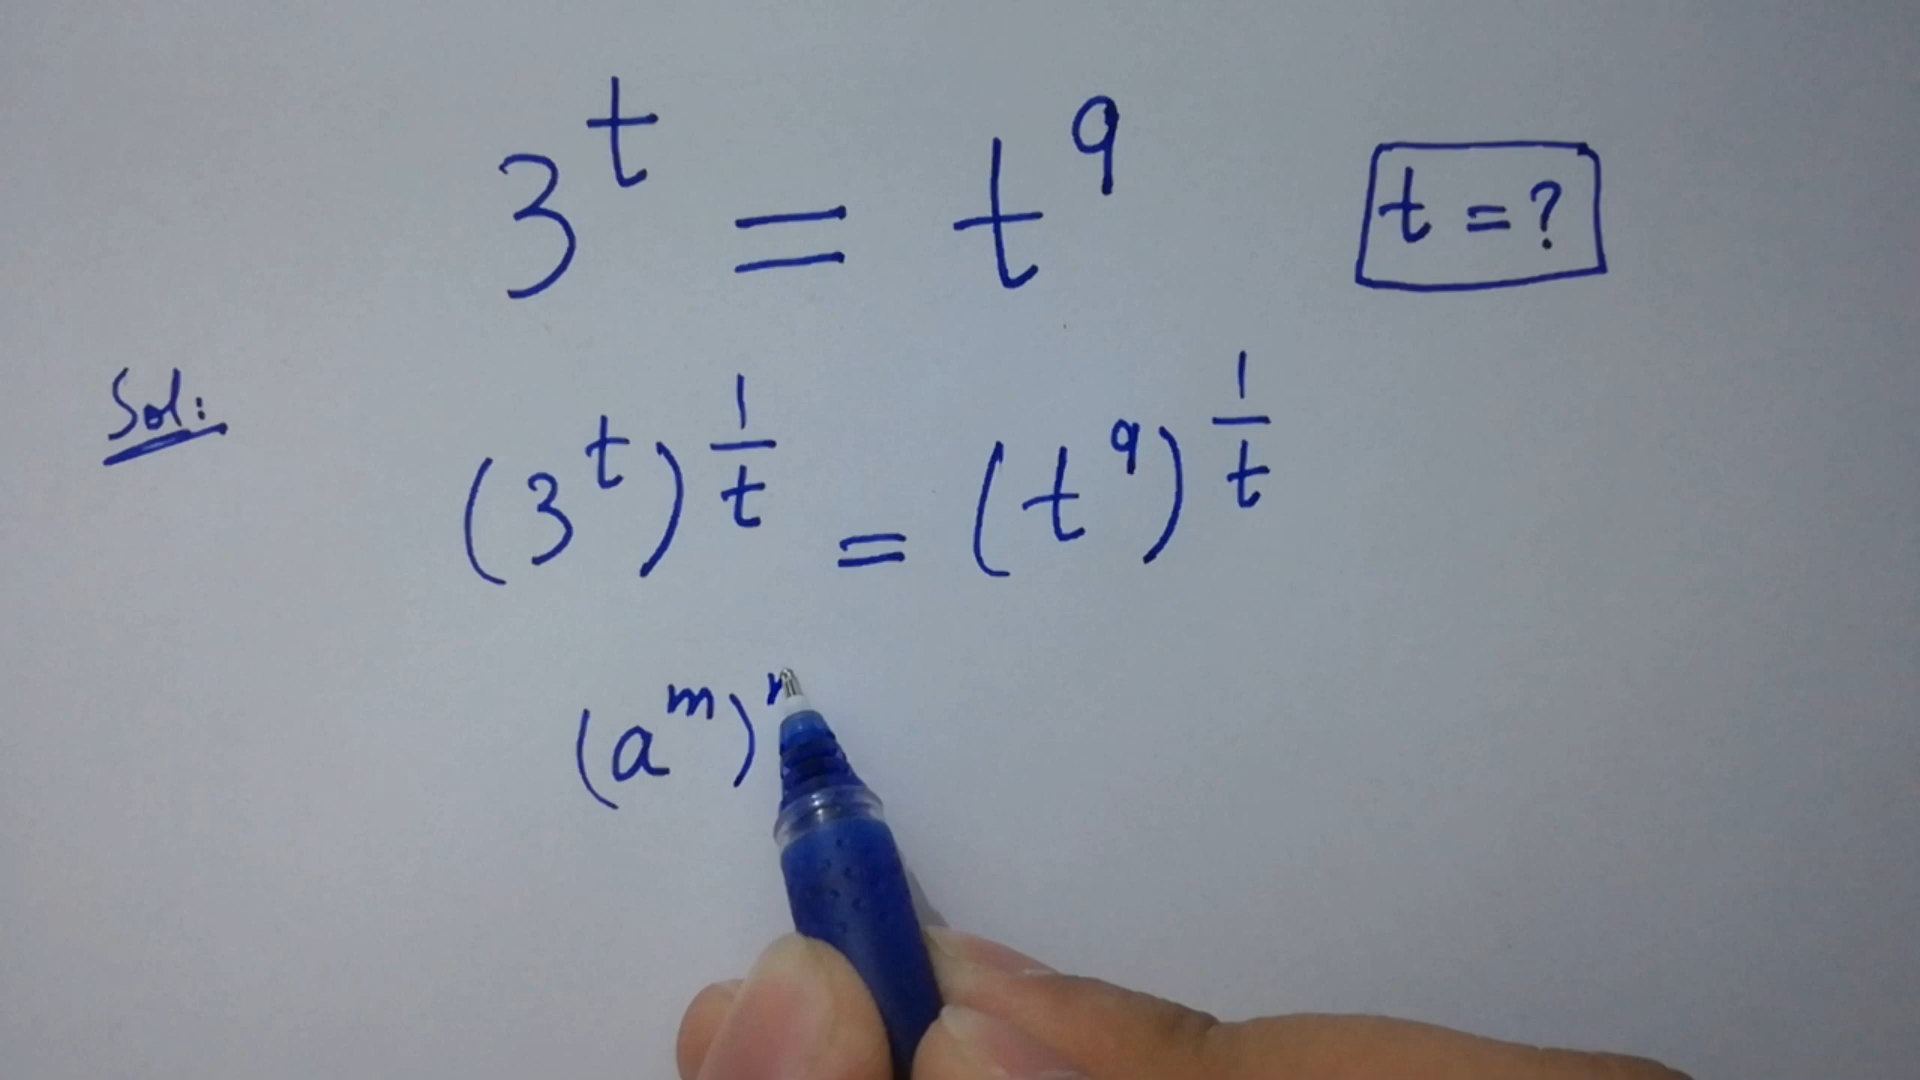 3^t = t^9 t = ?
Sol:
(3^t)^(1/t) = (t^9)^(1/t)
(a^m)